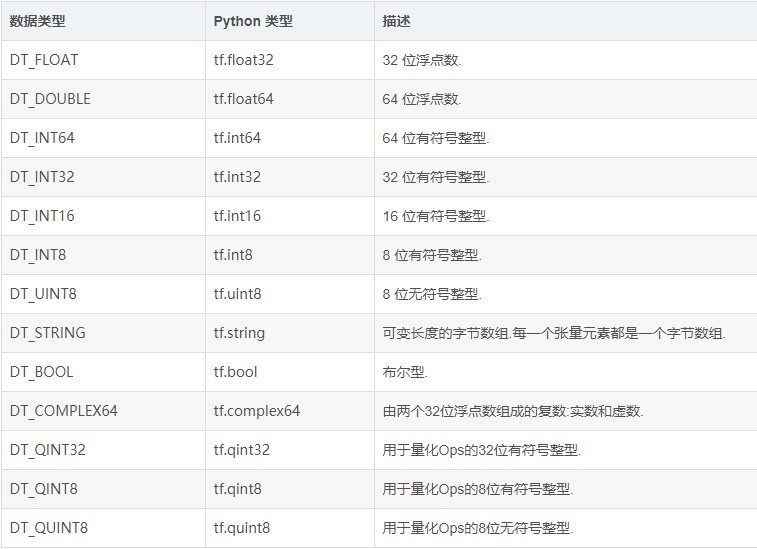 数据类型 Python 类型 描述
DT_FLOAT tf.float32 32 位浮点数.
DT_DOUBLE tf.float64 64 位浮点数.
DT_INT64 tf.int64 64 位有符号整型.
DT_INT32 tf.int32 32 位有符号整型.
DT_INT16 tf.int16 16 位有符号整型.
DT_INT8 tf.int8 8 位有符号整型.
DT_UINT8 tf.uint8 8 位无符号整型.
DT_STRING tf.string 可变长度的字节数组.每一个张量元素都是一个字节数组.
DT_BOOL tf.bool 布尔型.
DT_COMPLEX64 tf.complex64 由两个32位浮点数组成的复数:实数和虚数.
DT_QINT32 tf.qint32 用于量化Ops的32位有符号整型.
DT_QINT8 tf.qint8 用于量化Ops的8位有符号整型.
DT_QUINT8 tf.quint8 用于量化Ops的8位无符号整型.